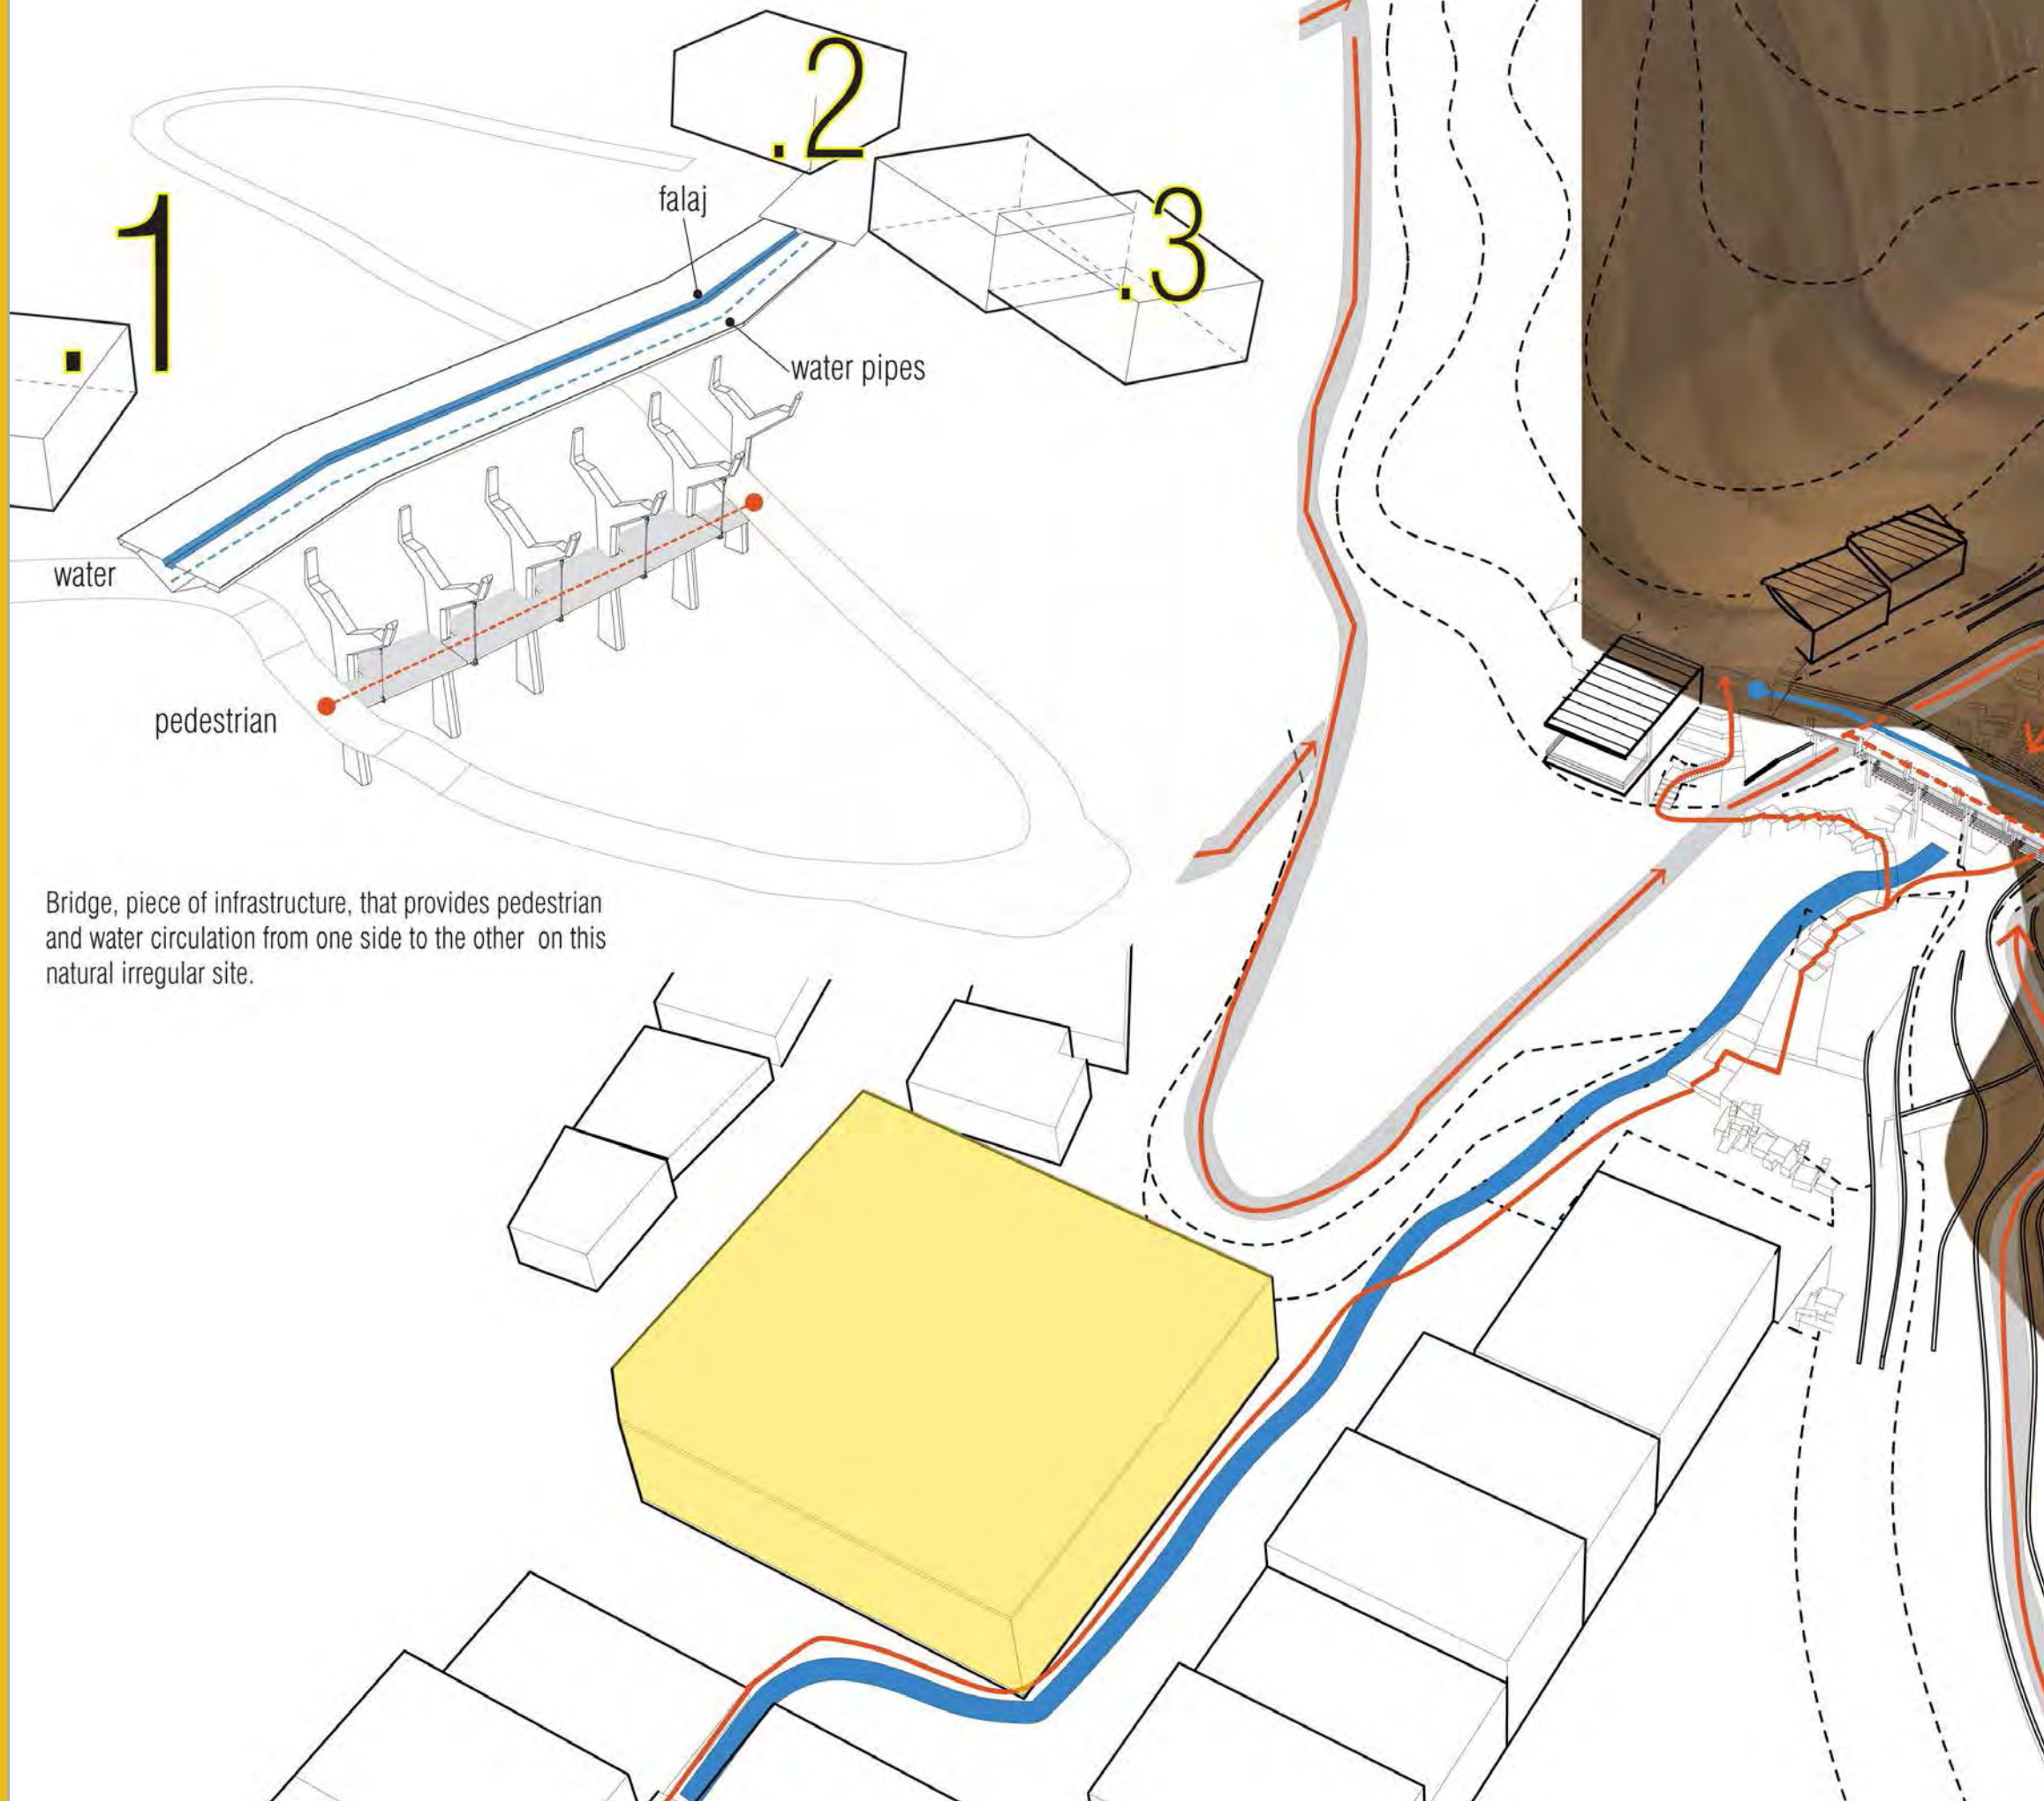 .2
.1
falaj
.3
water pipes
water
pedestrian
Bridge, piece of infrastructure, that provides pedestrian
and water circulation from one side to the other on this
natural irregular site.